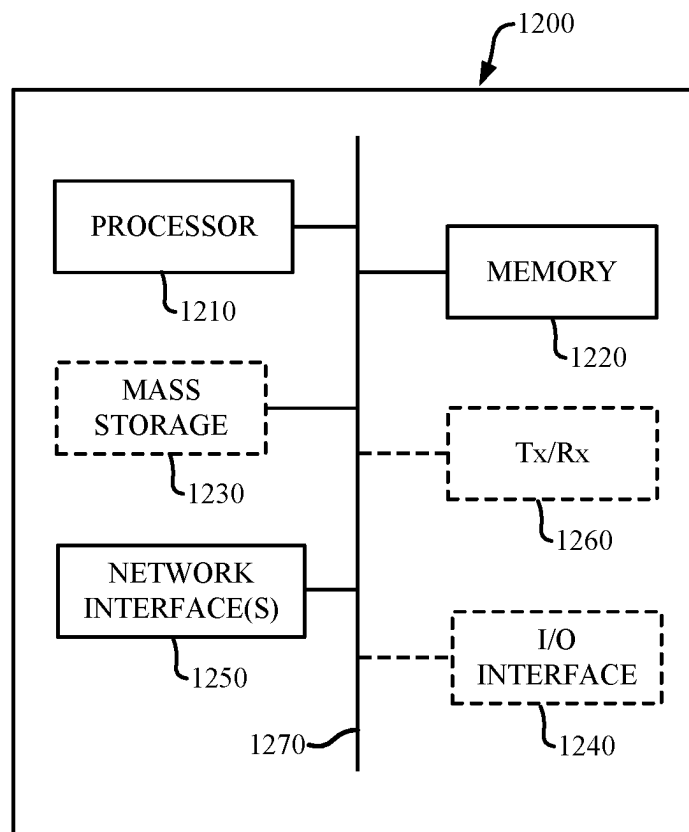 1200
PROCESSOR
1210
MEMORY
1220
MASS
STORAGE
1230
Tx/Rx
1260
NETWORK
INTERFACE(S)
1250
I/O
INTERFACE
1240
1270